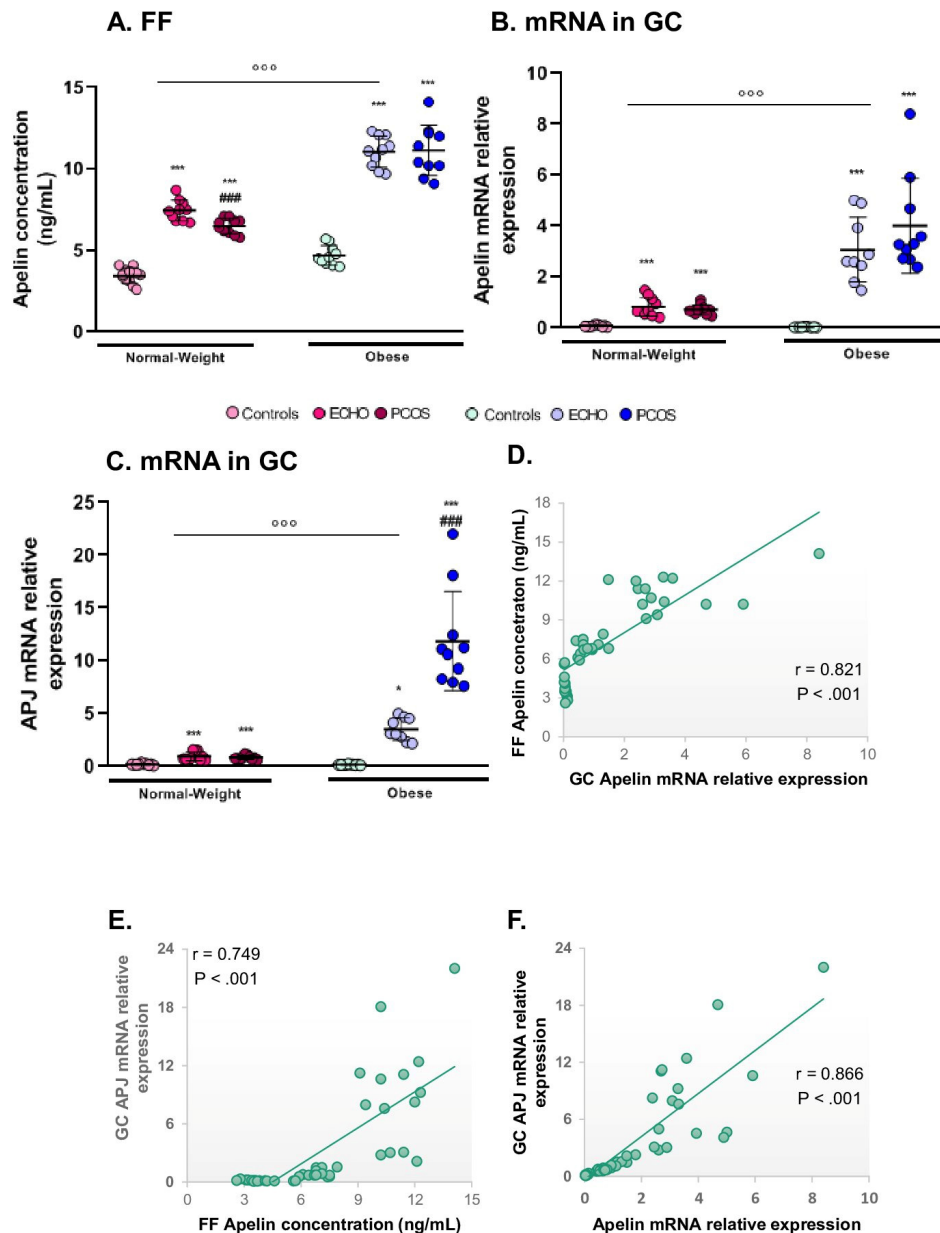 A. FF
°°°
***
***
***
***
###
Apelin concentration
(ng/mL)
15
10
5
0
Normal-Weight
Obese
B. mRNA in GC
°°°
***
***
***
***
Apelin mRNA relative
expression
10
8
6
4
2
0
Normal-Weight
Obese
Controls ECHO PCOS Controls ECHO PCOS
C. mRNA in GC
°°°
***
###
*
***
***
APJ mRNA relative
expression
25
20
15
10
5
0
Normal-Weight
Obese
D.
FF Apelin concetraton (ng/mL)
18
15
12
9
6
3
0
r = 0.821
P < .001
0 2 4 6 8 10
GC Apelin mRNA relative expression
E.
r = 0.749
P < .001
GC APJ mRNA relative
expression
24
18
12
6
0
0 3 6 9 12 15
FF Apelin concentration (ng/mL)
F.
GC APJ mRNA relative
expression
24
18
12
6
0
r = 0.866
P < .001
0 2 4 6 8 10
Apelin mRNA relative expression